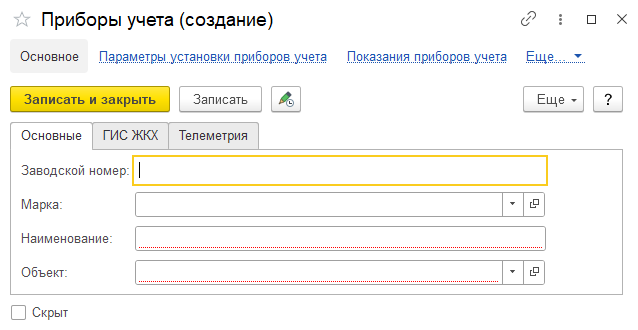 Приборы учета (создание)
Основное Параметры установки приборов учета Показания приборов учета Еще...
Записать и закрыть Записать Еще ?
Основные ГИС ЖКХ Телеметрия
Заводской номер:
Марка:
Наименование:
Объект:
Скрыт